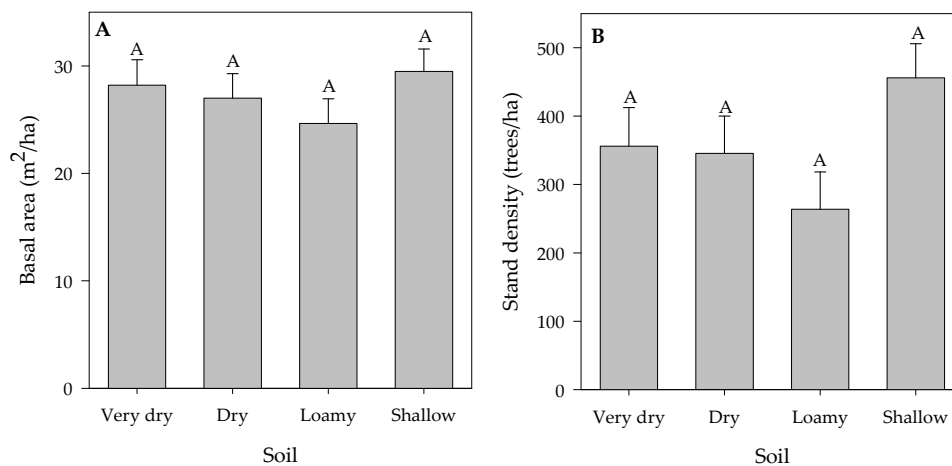 A
Basal area (m²/ha)
30
20
10
0
A
A
A
A
Very dry
Dry
Loamy
Shallow
Soil
B
Stand density (trees/ha)
500
400
300
200
100
0
A
A
A
A
Very dry
Dry
Loamy
Shallow
Soil